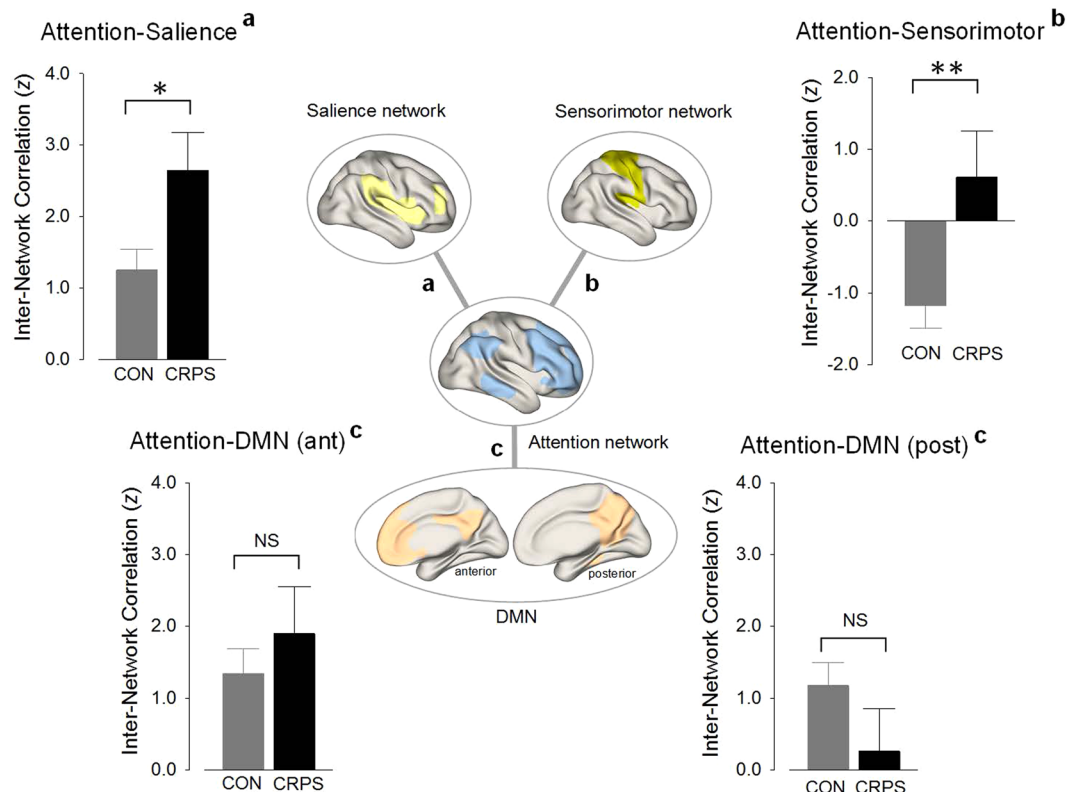 Attention-Salience a
Inter-Network Correlation (z)
4.0
3.0
2.0
1.0
0.0
*
CON
CRPS
Salience network
Sensorimotor network
a
b
Attention-Sensorimotor b
Inter-Network Correlation (z)
2.0
1.0
0.0
-1.0
-2.0
**
CON
CRPS
c
Attention network
anterior
posterior
DMN
Attention-DMN (ant) c
Inter-Network Correlation (z)
4.0
3.0
2.0
1.0
0.0
NS
CON
CRPS
Attention-DMN (post) c
Inter-Network Correlation (z)
4.0
3.0
2.0
1.0
0.0
NS
CON
CRPS